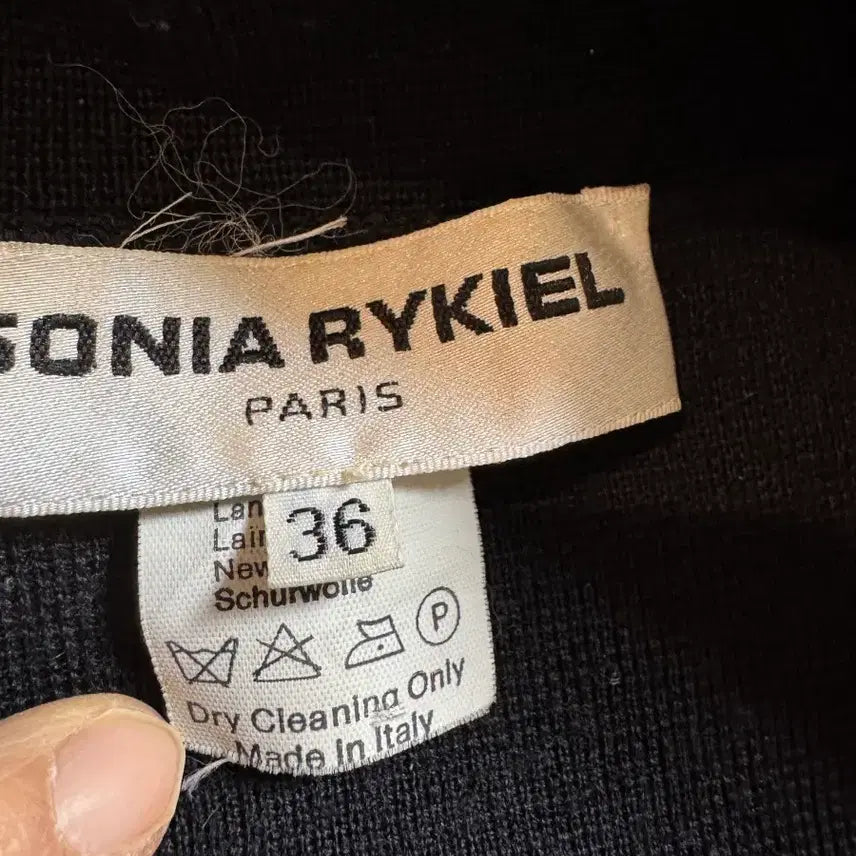 SONIA RYKIEL
PARIS
36
Schurwolle
P
Dry Cleaning Only
Made In Italy